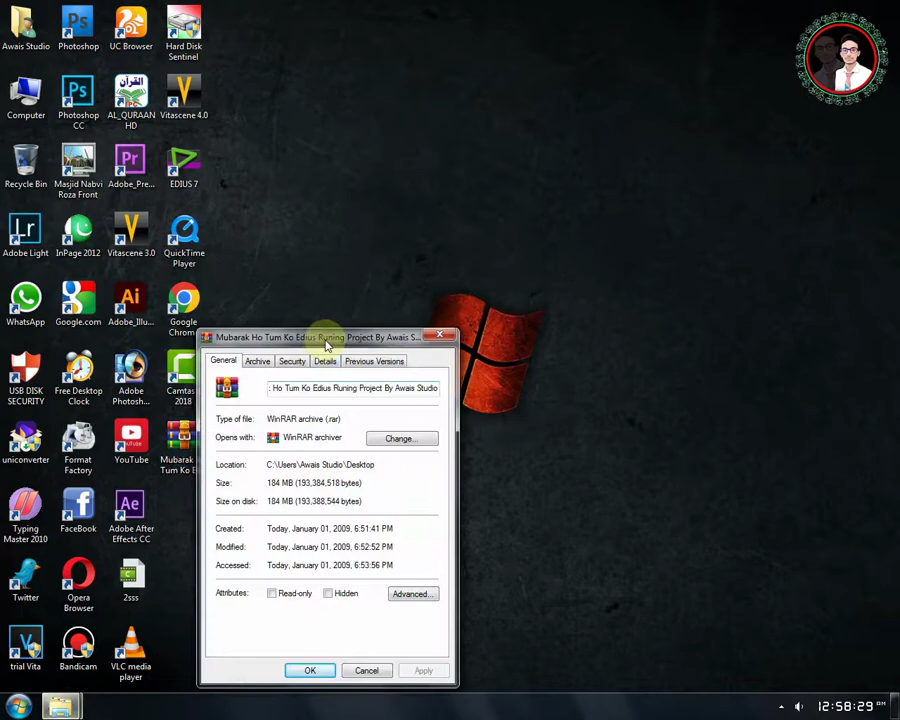 Awais Studio
Photoshop
UC Browser
Hard Disk
Sentinel
Computer
Photoshop
CC
AL_QURAAN
HD
Vitascene 4.0
Recycle Bin
Masjid Nabvi
Roza Front
Adobe_Pre...
EDIUS 7
Adobe Light
InPage 2012
Vitascene 3.0
QuickTime
Player
WhatsApp
Google.com
Adobe_Illu...
Google
Chrom
USB DISK
SECURITY
Free Desktop
Clock
Adobe
Photosh...
Camtas
2018
uniconverter
Format
Factory
YouTube
Mubarak
Tum Ko E
Typing
Master 2010
FaceBook
Adobe After
Effects CC
Twitter
Opera
Browser
2sss
trial Vita
Bandicam
VLC media
player
Mubarak Ho Tum Ko Edius Runing Project By Awais S...
General
Archive
Security
Details
Previous Versions
: Ho Tum Ko Edius Runing Project By Awais Studio
Type of file: WinRAR archive (.rar)
Opens with: WinRAR archiver Change...
Location: C:\Users\Awais Studio\Desktop
Size: 184 MB (193,384,518 bytes)
Size on disk: 184 MB (193,388,544 bytes)
Created: Today, January 01, 2009, 6:51:41 PM
Modified: Today, January 01, 2009, 6:52:52 PM
Accessed: Today, January 01, 2009, 6:53:56 PM
Attributes: Read-only Hidden Advanced...
OK Cancel Apply
12:58:29